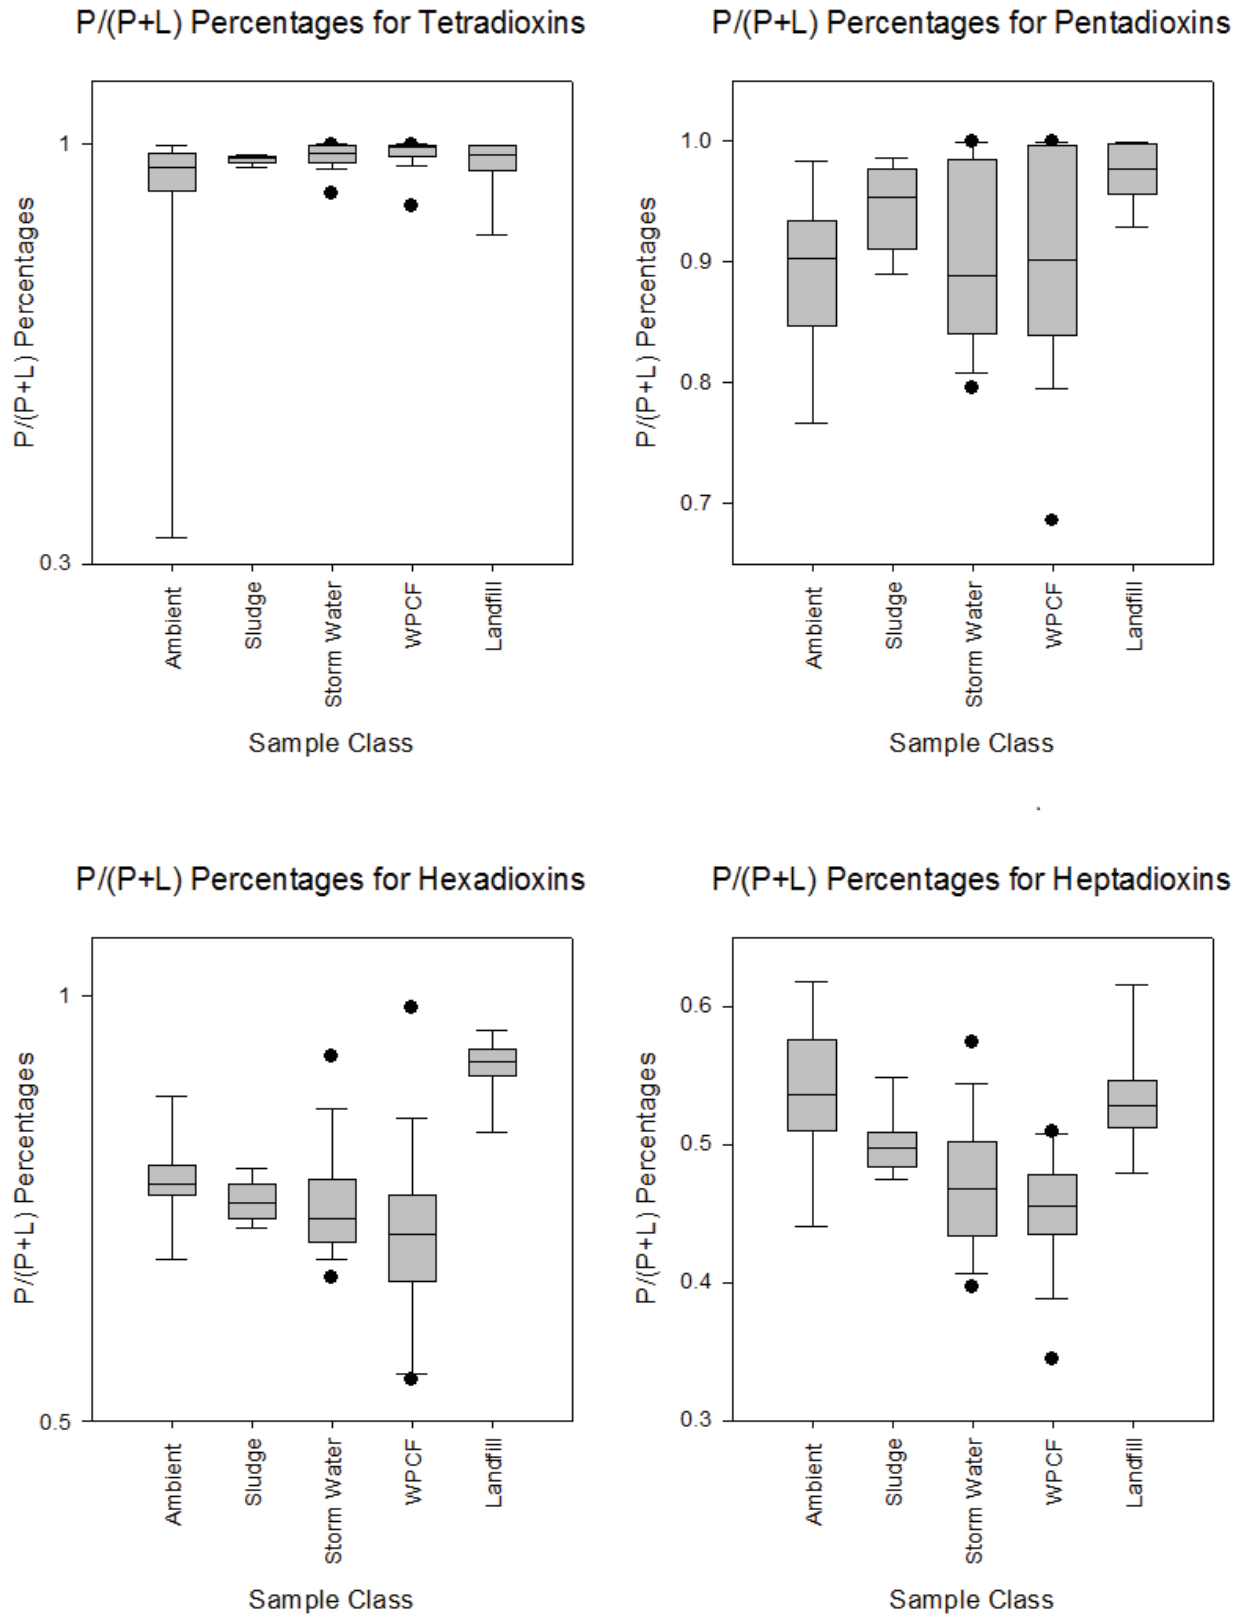 P/(P+L) Percentages for Tetradioxins
P/(P+L) Percentages
1
0.3
Ambient
Sludge
Storm Water
WPCF
Landfill
Sample Class
P/(P+L) Percentages for Pentadioxins
P/(P+L) Percentages
1.0
0.9
0.8
0.7
Ambient
Sludge
Storm Water
WPCF
Landfill
Sample Class
P/(P+L) Percentages for Hexadioxins
P/(P+L) Percentages
1
0.5
Ambient
Sludge
Storm Water
WPCF
Landfill
Sample Class
P/(P+L) Percentages for Heptadioxins
P/(P+L) Percentages
0.6
0.5
0.4
0.3
Ambient
Sludge
Storm Water
WPCF
Landfill
Sample Class